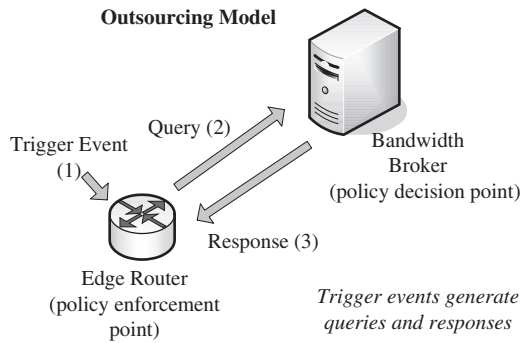 Outsourcing Model
Trigger Event
(1)
Query (2)
Bandwidth
Broker
(policy decision point)
Response (3)
Edge Router
(policy enforcement
point)
Trigger events generate
queries and responses